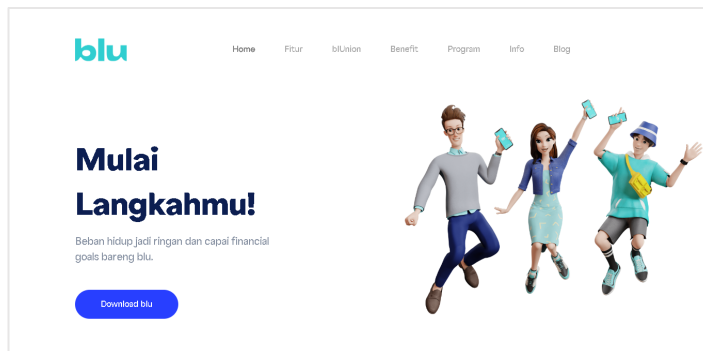 blu
Home Fitur blUnion Benefit Program Info Blog
Mulai
Langkahmu!
Beban hidup jadi ringan dan capai financial
goals bareng blu.
Download blu